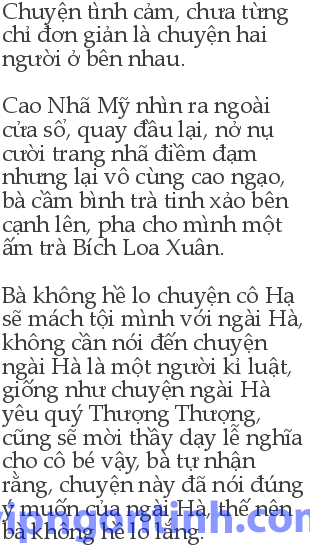 Chuyện tình cảm, chưa từng
chỉ đơn giản là chuyện hai
người ở bên nhau.
Cao Nhã Mỹ nhìn ra ngoài
cửa sổ, quay đầu lại, nở nụ
cười trang nhã điềm đạm
nhưng lại vô cùng cao ngạo,
bà cầm bình trà tinh xảo bên
cạnh lên, pha cho mình một
ấm trà Bích Loa Xuân.
Bà không hề lo chuyện cô Hạ
sẽ mách tội mình với ngài Hà,
không cần nói đến chuyện
ngài Hà là một người kỉ luật,
giống như chuyện ngài Hà
yêu quý Thượng Thượng,
cũng sẽ mời thầy dạy lễ nghĩa
cho cô bé vậy, bà tự nhận
rằng, chuyện này đã nói đúng
ý muốn của ngài Hà, thế nên
bà không hề lo lắng.
vipngontinh.com